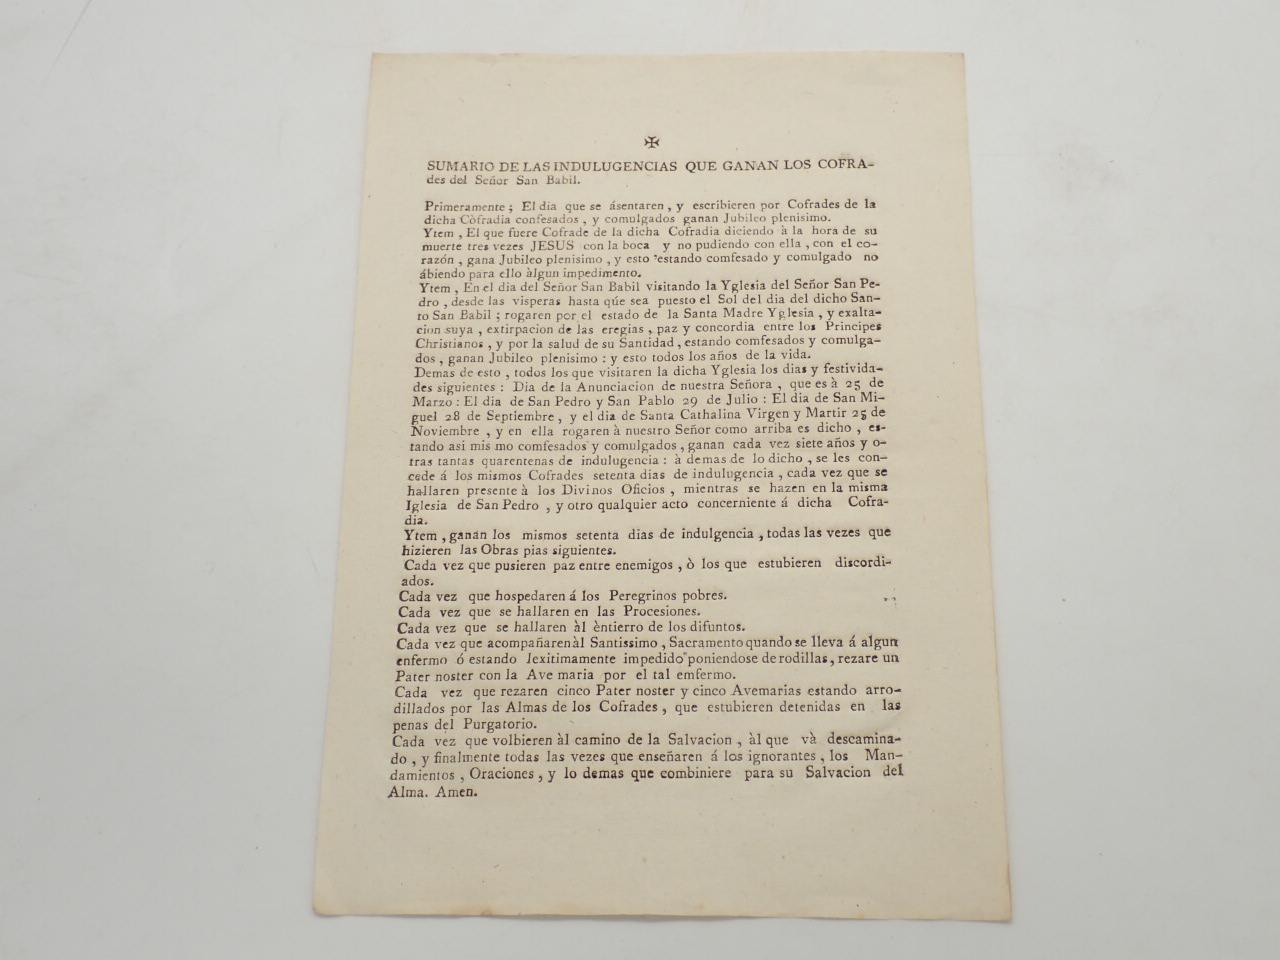 ✠
SUMARIO DE LAS INDULUGENCIAS QUE GANAN LOS COFRA-
des del Señor San Babil.
Primeramente ; El dia que se ásentaren , y escribieren por Cofrades de la
dicha Còfradia confesados , y comulgados ganan Jubileo plenisimo.
Ytem , El que fuere Cofrade de la dicha Cofradia diciendo à la hora de su
muerte tres vezes JESUS con la boca y no pudiendo con ella , con el co-
razón , gana Jubileo plenisimo , y esto estando comfesado y comulgado no
ábiendo para ello àlgun impedimento.
Ytem , En el dia del Señor San Babil visitando la Yglesia del Señor San Pe-
dro , desde las visperas hasta qúe sea puesto el Sol del dia del dicho San-
to San Babil ; rogaren por el estado de la Santa Madre Yglesia , y exalta-
cion suya , extirpacion de las eregias , paz y concordia entre los Principes
Christianos , y por la salud de su Santidad , estando comfesados y comulga-
dos , ganan Jubileo plenisimo : y esto todos los años de la vida.
Demas de esto , todos los que visitaren la dicha Yglesia los dias y festivida-
des siguientes : Dia de la Anunciacion de nuestra Señora , que es à 25 de
Marzo : El dia de San Pedro y San Pablo 29 de Julio : El dia de San Mi-
guel 28 de Septiembre , y el dia de Santa Cathalina Virgen y Martir 25 de
Noviembre , y en ella rogaren à nuestro Señor como arriba es dicho , es-
tando asi mis mo comfesados y comulgados , ganan cada vez siete años y o-
tras tantas quarentenas de indulugencia : à demas de lo dicho , se les con-
cede á los mismos Cofrades setenta dias de indulugencia , cada vez que se
hallaren presente à los Divinos Oficios , mientras se hazen en la misma
Iglesia de San Pedro , y otro qualquier acto concerniente á dicha Cofra-
dia.
Ytem , ganan los mismos setenta dias de indulgencia , todas las vezes que
hizieren las Obras pias siguientes.
Cada vez que pusieren paz entre enemigos , ò los que estubieren discordi-
ados.
Cada vez que hospedaren á los Peregrinos pobres.
Cada vez que se hallaren en las Procesiones.
Cada vez que se hallaren àl èntierro de los difuntos.
Cada vez que acompañaren àl Santissimo , Sacramento quando se lleva á algun
enfermo ó estando lexitimamente impedido poniendose de rodillas , rezare un
Pater noster con la Ave maria por el tal emfermo.
Cada vez que rezaren cinco Pater noster y cinco Avemarias estando arro-
dillados por las Almas de los Cofrades , que estubieren detenidas en las
penas del Purgatorio.
Cada vez que volbieren àl camino de la Salvacion , àl que và descamina-
do , y finalmente todas las vezes que enseñaren á los ignorantes , los Man-
damientos , Oraciones , y lo demas que combiniere para su Salvacion del
Alma. Amen.